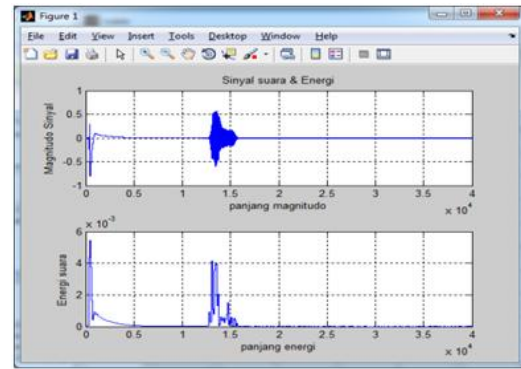 Figure 1
File Edit View Insert Tools Desktop Window Help
Sinyal suara & Energi
Magnitudo Sinyal
1
0.5
0
-0.5
-1
0 0.5 1 1.5 2 2.5 3 3.5 4
panjang magnitudo
x 10^4
x 10^-3
Energi suara
6
4
2
0
0 0.5 1 1.5 2 2.5 3 3.5 4
panjang energi
x 10^4